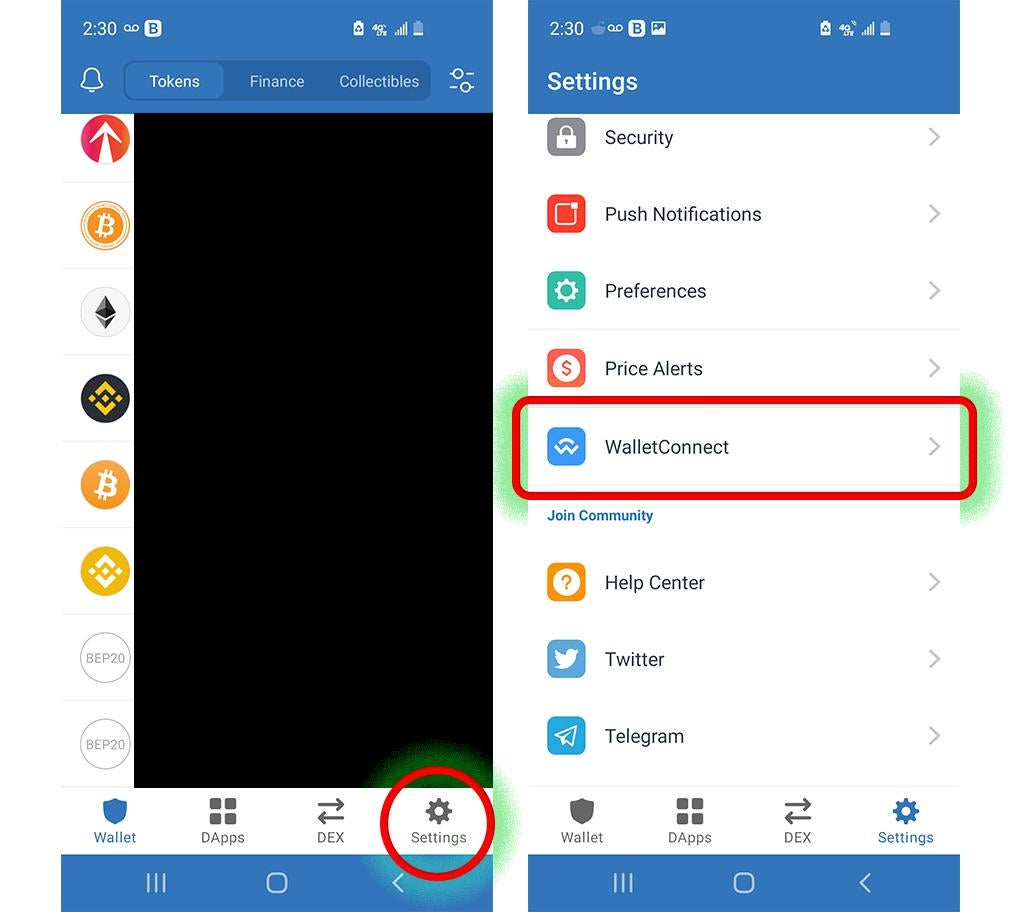 2:30
Tokens
Finance
Collectibles
BEP20
BEP20
Wallet
DApps
DEX
Settings
2:30
Settings
Security
Push Notifications
Preferences
Price Alerts
WalletConnect
Join Community
Help Center
Twitter
Telegram
Wallet
DApps
DEX
Settings